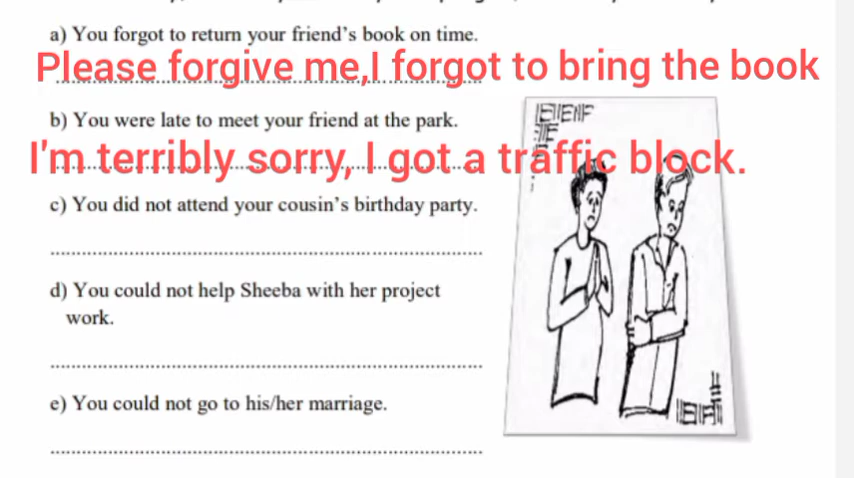 a) You forgot to return your friend's book on time.
Please forgive me,I forgot to bring the book
b) You were late to meet your friend at the park.
I'm terribly sorry, I got a traffic block.
c) You did not attend your cousin's birthday party.
d) You could not help Sheeba with her project
work.
e) You could not go to his/her marriage.